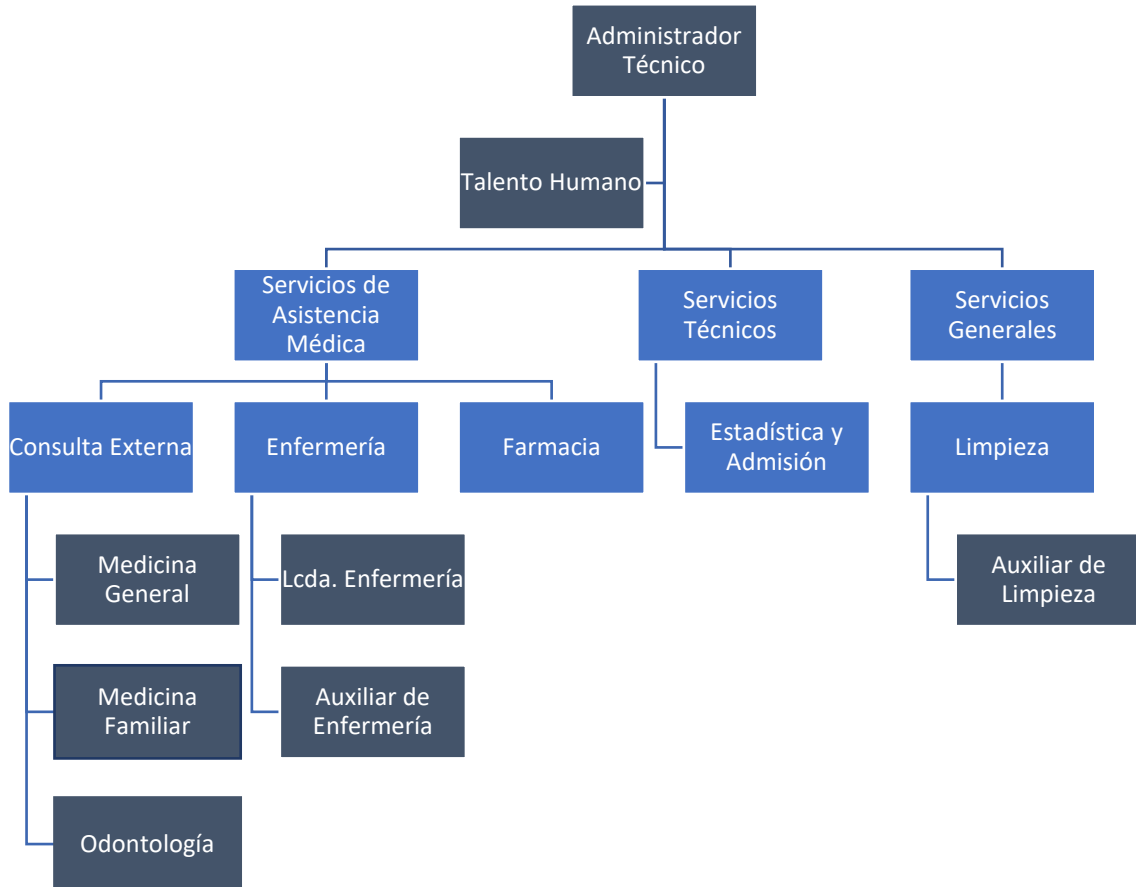 Administrador
Técnico
Talento Humano
Servicios de
Asistencia
Médica
Servicios
Técnicos
Servicios
Generales
Consulta Externa
Enfermería
Farmacia
Estadística y
Admisión
Limpieza
Medicina
General
Lcda. Enfermería
Auxiliar de
Limpieza
Medicina
Familiar
Auxiliar de
Enfermería
Odontología